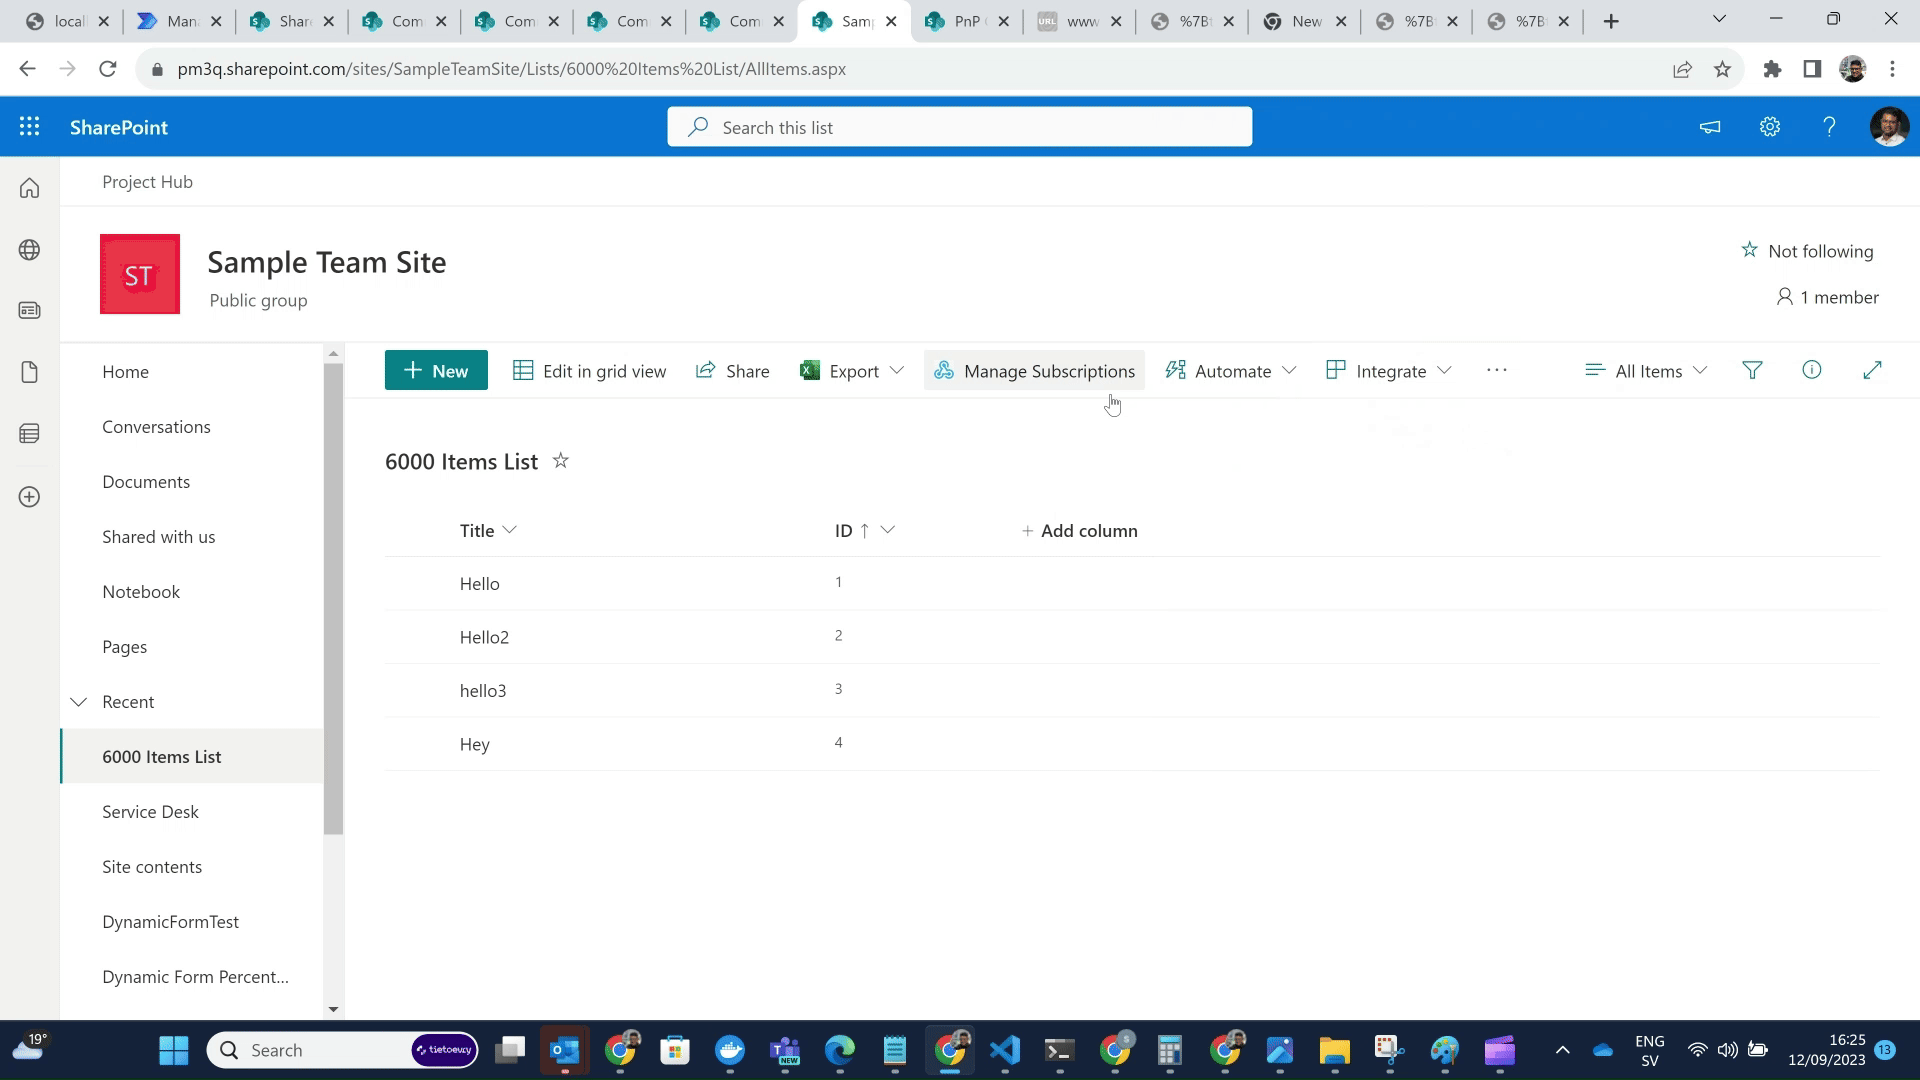 local
Mana
Shar
Com
Com
Com
Com
Sam
PnP
www
%7B
New
%7B
%7B
pm3q.sharepoint.com/sites/SampleTeamSite/Lists/6000%20Items%20List/AllItems.aspx
SharePoint
Search this list
Project Hub
ST
Sample Team Site
Public group
Not following
1 member
Home
Conversations
Documents
Shared with us
Notebook
Pages
Recent
6000 Items List
Service Desk
Site contents
DynamicFormTest
Dynamic Form Percent...
+ New
Edit in grid view
Share
Export
Manage Subscriptions
Automate
Integrate
...
All Items
6000 Items List
Title
ID ↑
+ Add column
Hello
1
Hello2
2
hello3
3
Hey
4
19°
Search
tietoevry
NEW
ENG
SV
16:25
12/09/2023
13